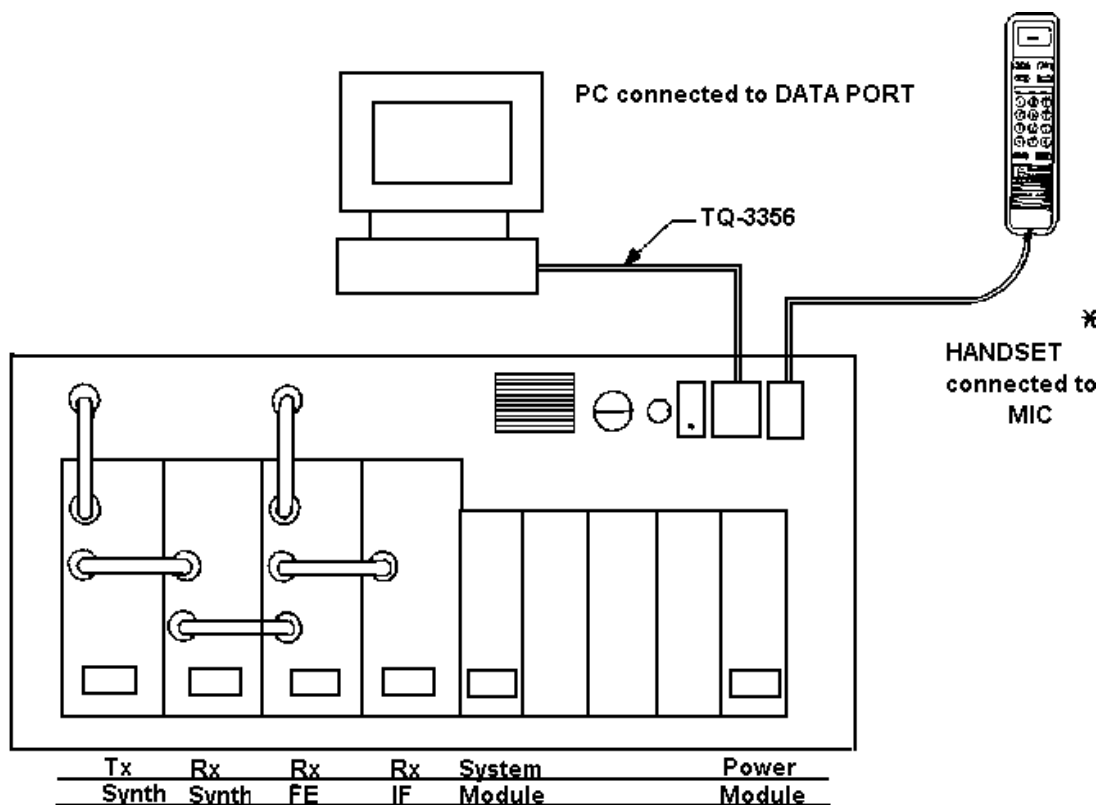 PC connected to DATA PORT
TQ-3356
*
HANDSET
connected to
MIC
Tx Rx Rx Rx System Power
Synth Synth FE IF Module Module